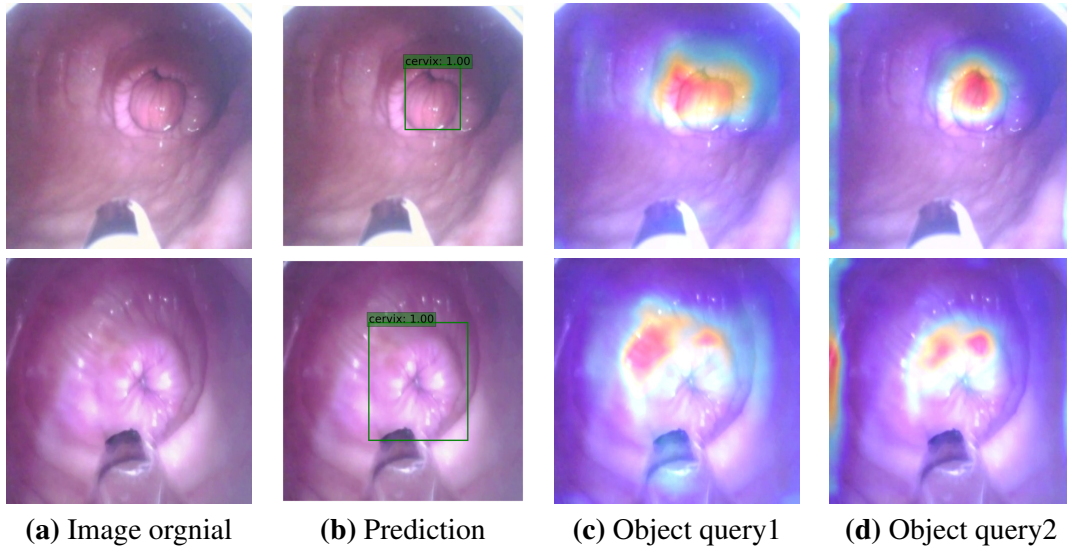 cervix: 1.00
cervix: 1.00
(a) Image orgnial
(b) Prediction
(c) Object query1
(d) Object query2